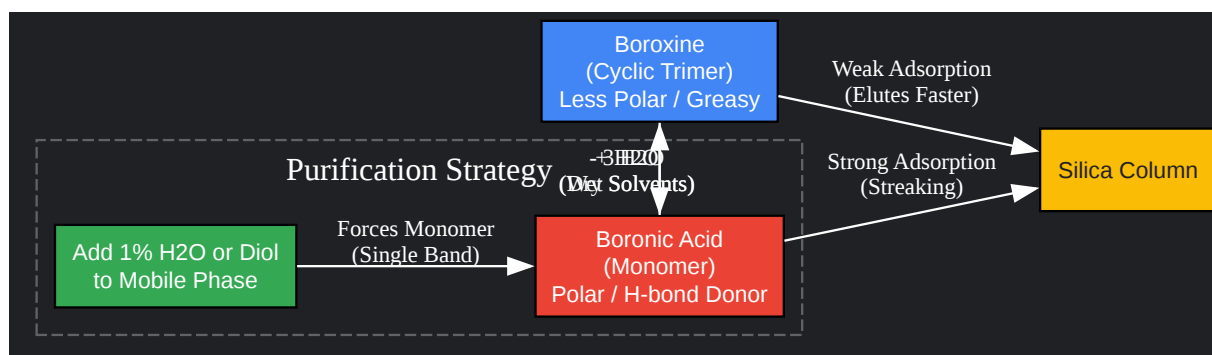 Boroxine
(Cyclic Trimer)
Less Polar / Greasy
Weak Adsorption
(Elutes Faster)
Purification Strategy
Strong Adsorption
(Streaking)
Silica Column
Add 1% H2O or Diol
to Mobile Phase
Forces Monomer
(Single Band)
Boronic Acid
(Monomer)
Polar / H-bond Donor